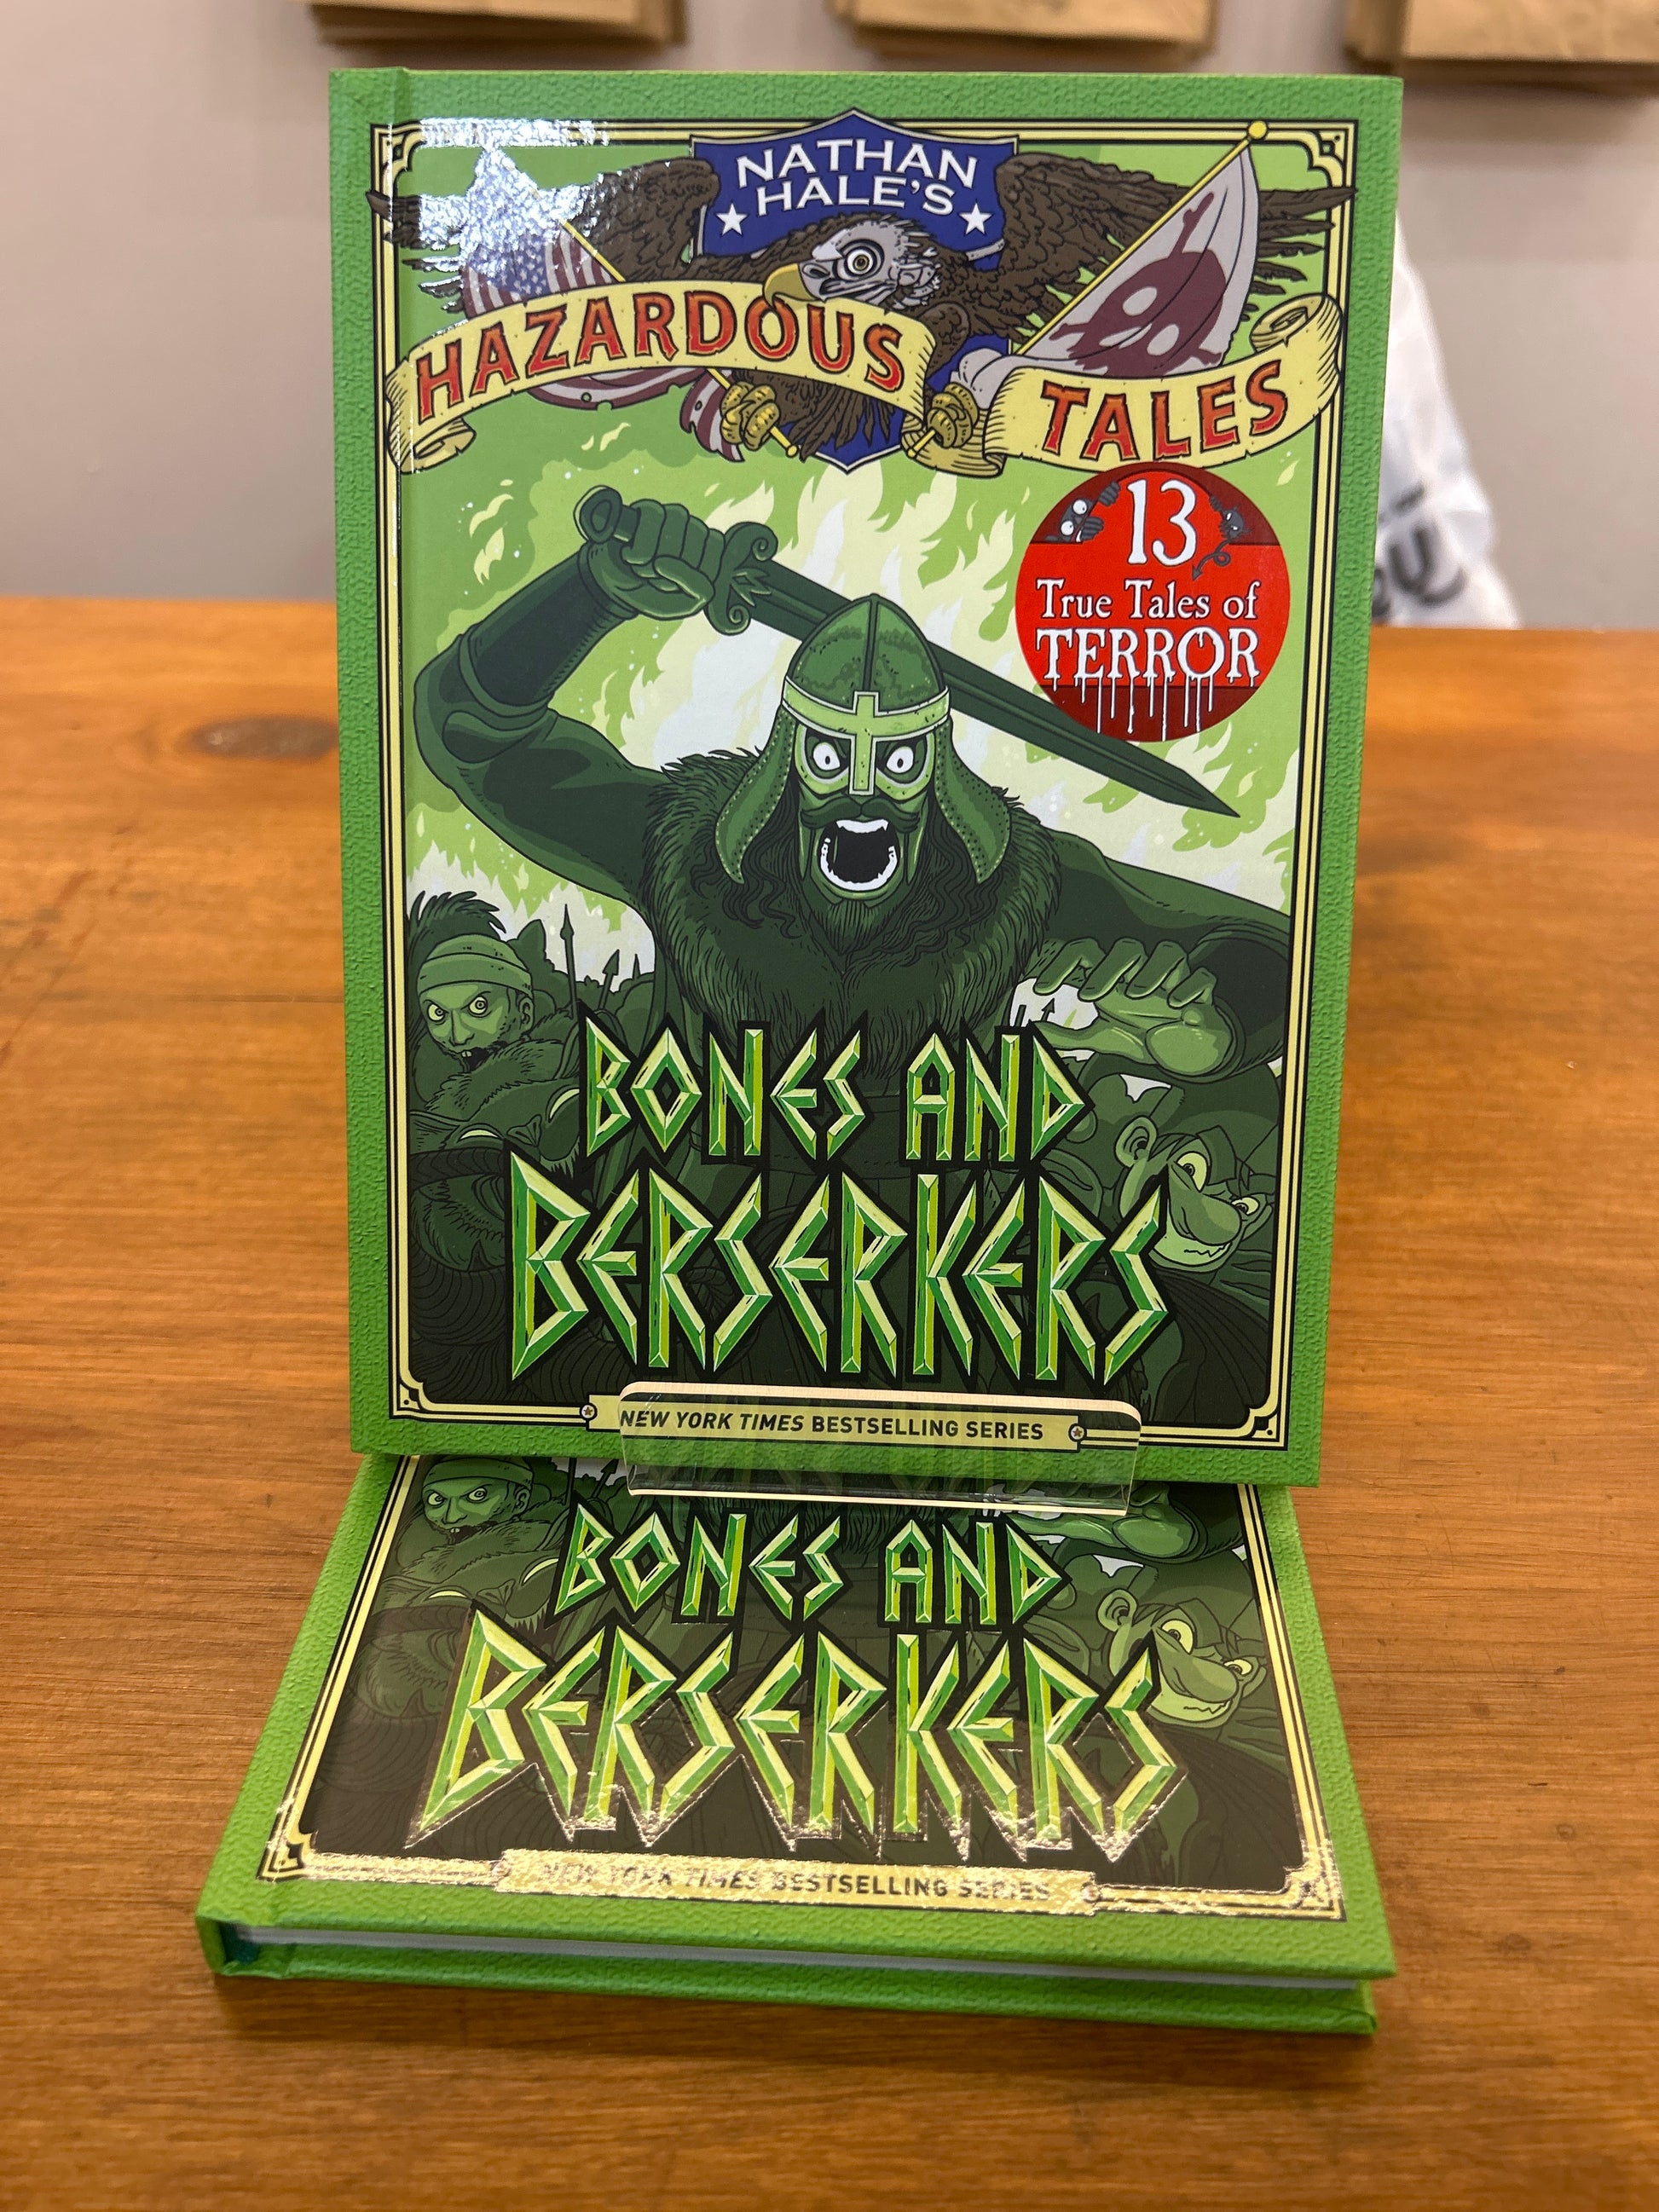 NATHAN
HALE'S
HAZARDOUS
TALES
13
True Tales of
TERROR
BONES AND
BERSERKERS
NEW YORK TIMES BESTSELLING SERIES
BONES AND
BERSERKERS
NEW YORK TIMES BESTSELLING SERIES